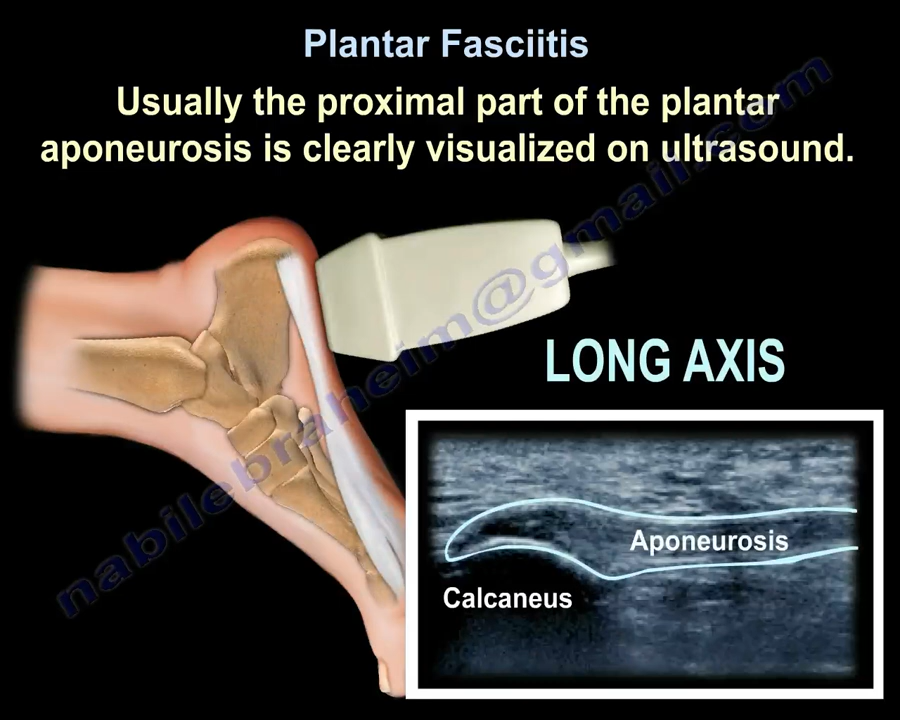 Plantar Fasciitis
Usually the proximal part of the plantar
aponeurosis is clearly visualized on ultrasound.
nabilebraheim@gmail.com
LONG AXIS
Aponeurosis
Calcaneus